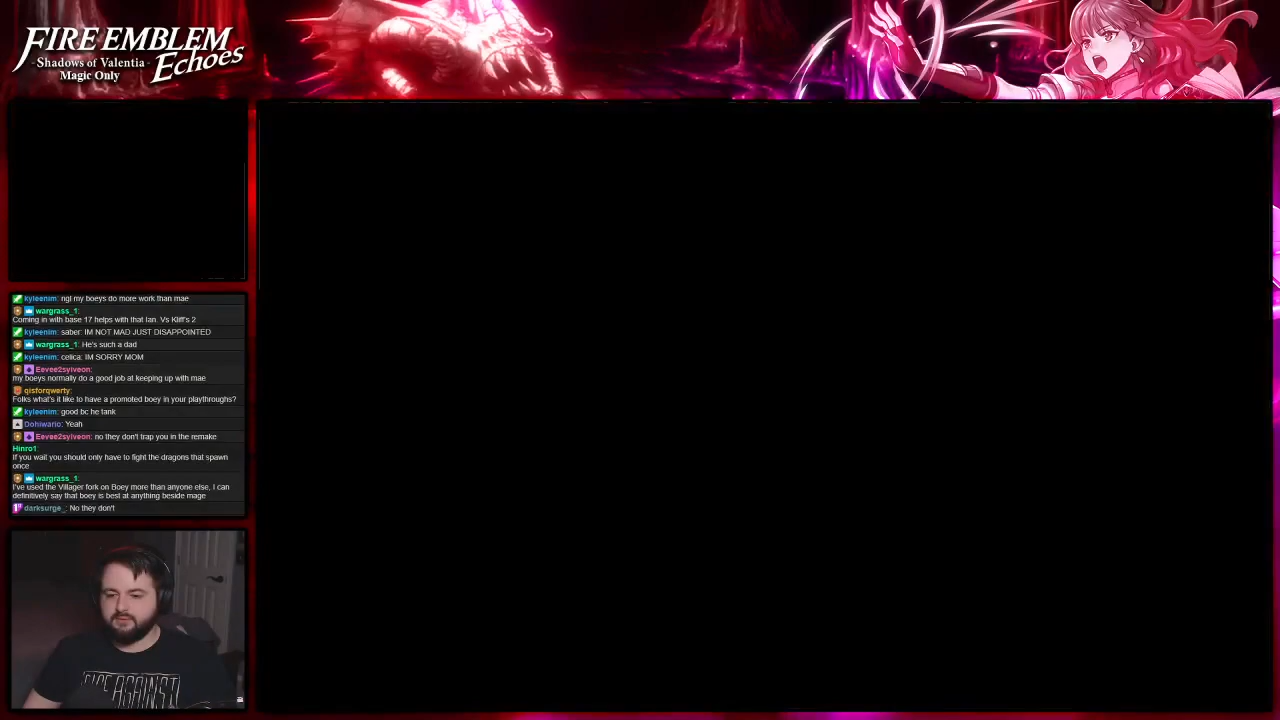 FIRE EMBLEM
Echoes
Shadows of Valentia
Magic Only
kyleenim: ngl my boeys do more work than mae
wargrass_1:
Coming in with base 17 helps with that Ian. Vs Kliff's 2
kyleenim: saber: IM NOT MAD JUST DISAPPOINTED
wargrass_1: He's such a dad
kyleenim: celica: IM SORRY MOM
Eevee2sylveon:
my boeys normally do a good job at keeping up with mae
qisforqwerty:
Folks what's it like to have a promoted boey in your playthroughs?
kyleenim: good bc he tank
Dohiwario: Yeah
Eevee2sylveon: no they don't trap you in the remake
Hinro1:
If you wait you should only have to fight the dragons that spawn
once
wargrass_1:
I've used the Villager fork on Boey more than anyone else, I can
definitively say that boey is best at anything beside mage
darksurge_: No they don't
AGAINST